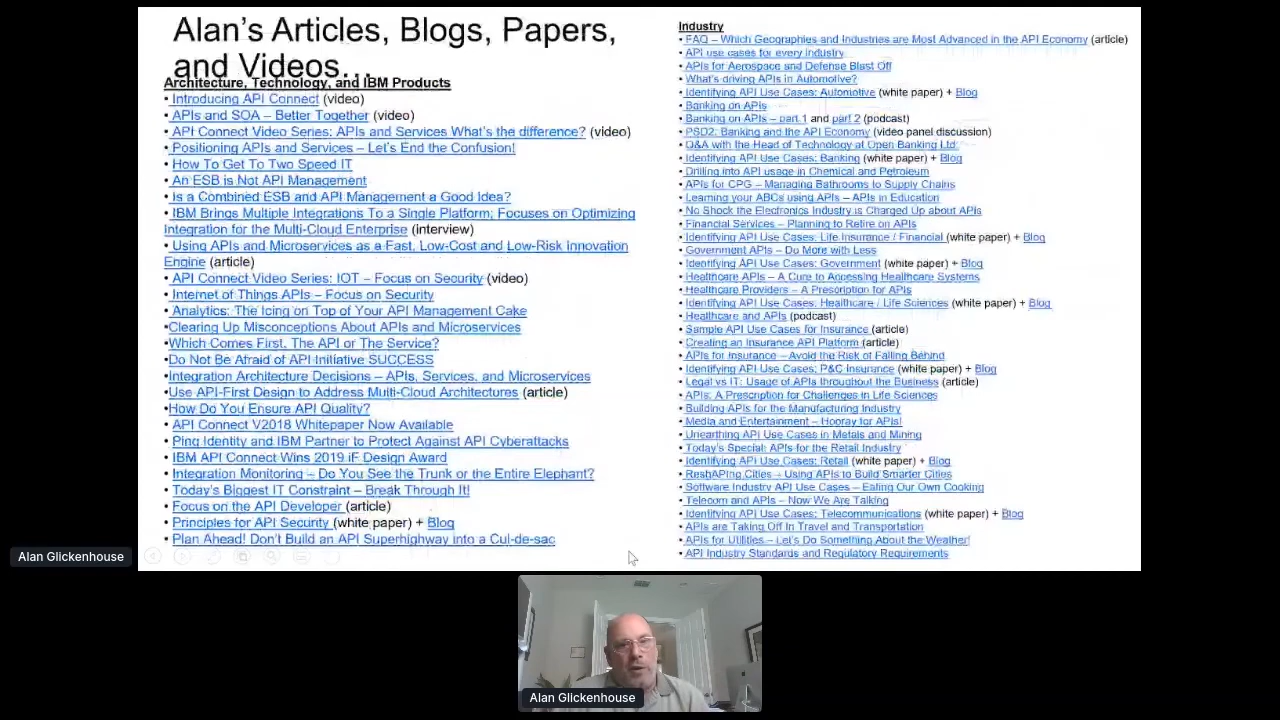 Alan's Articles, Blogs, Papers,
and Videos…
Architecture, Technology, and IBM Products
• Introducing API Connect (video)
• APIs and SOA – Better Together (video)
• API Connect Video Series: APIs and Services What's the difference? (video)
• Positioning APIs and Services – Let's End the Confusion!
• How To Get To Two Speed IT
• An ESB is Not API Management
• Is a Combined ESB and API Management a Good Idea?
• IBM Brings Multiple Integrations To a Single Platform; Focuses on Optimizing
Integration for the Multi-Cloud Enterprise (interview)
• Using APIs and Microservices as a Fast, Low-Cost and Low-Risk Innovation
Engine (article)
• API Connect Video Series: IOT – Focus on Security (video)
• Internet of Things APIs – Focus on Security
• Analytics: The Icing on Top of Your API Management Cake
•Clearing Up Misconceptions About APIs and Microservices
•Which Comes First, The API or The Service?
•Do Not Be Afraid of API Initiative SUCCESS
•Integration Architecture Decisions – APIs, Services, and Microservices
•Use API-First Design to Address Multi-Cloud Architectures (article)
•How Do You Ensure API Quality?
• API Connect V2018 Whitepaper Now Available
• Ping Identity and IBM Partner to Protect Against API Cyberattacks
• IBM API Connect Wins 2019 iF Design Award
• Integration Monitoring – Do You See the Trunk or the Entire Elephant?
• Today's Biggest IT Constraint – Break Through It!
• Focus on the API Developer (article)
• Principles for API Security (white paper) + Blog
• Plan Ahead! Don't Build an API Superhighway into a Cul-de-sac
Industry
• FAQ – Which Geographies and Industries are Most Advanced in the API Economy (article)
• API use cases for every industry
• APIs for Aerospace and Defense Blast Off
• What's driving APIs in Automotive?
• Identifying API Use Cases: Automotive (white paper) + Blog
• Banking on APIs
• Banking on APIs – part 1 and part 2 (podcast)
• PSD2: Banking and the API Economy (video panel discussion)
• Q&A with the Head of Technology at Open Banking Ltd.
• Identifying API Use Cases: Banking (white paper) + Blog
• Drilling into API usage in Chemical and Petroleum
• APIs for CPG – Managing Bathrooms to Supply Chains
• Learning your ABCs using APIs – APIs in Education
• No Shock the Electronics Industry is Charged Up about APIs
• Financial Services – Planning to Retire on APIs
• Identifying API Use Cases: Life Insurance / Financial (white paper) + Blog
• Government APIs – Do More with Less
• Identifying API Use Cases: Government (white paper) + Blog
• Healthcare APIs – A Cure to Accessing Healthcare Systems
• Healthcare Providers – A Prescription for APIs
• Identifying API Use Cases: Healthcare / Life Sciences (white paper) + Blog
• Healthcare and APIs (podcast)
• Sample API Use Cases for Insurance (article)
• Creating an Insurance API Platform (article)
• APIs for Insurance – Avoid the Risk of Falling Behind
• Identifying API Use Cases: P&C Insurance (white paper) + Blog
• Legal vs IT: Usage of APIs throughout the Business (article)
• APIs: A Prescription for Challenges in Life Sciences
• Building APIs for the Manufacturing Industry
• Media and Entertainment – Hooray for APIs!
• Unearthing API Use Cases in Metals and Mining
• Today's Special: APIs for the Retail Industry
• Identifying API Use Cases: Retail (white paper) + Blog
• ReshAPIng Cities – Using APIs to Build Smarter Cities
• Software Industry API Use Cases – Eating Our Own Cooking
• Telecom and APIs – Now We Are Talking
• Identifying API Use Cases: Telecommunications (white paper) + Blog
• APIs are Taking Off In Travel and Transportation
• APIs for Utilities – Let's Do Something About the Weather!
• API Industry Standards and Regulatory Requirements
Alan Glickenhouse
Alan Glickenhouse